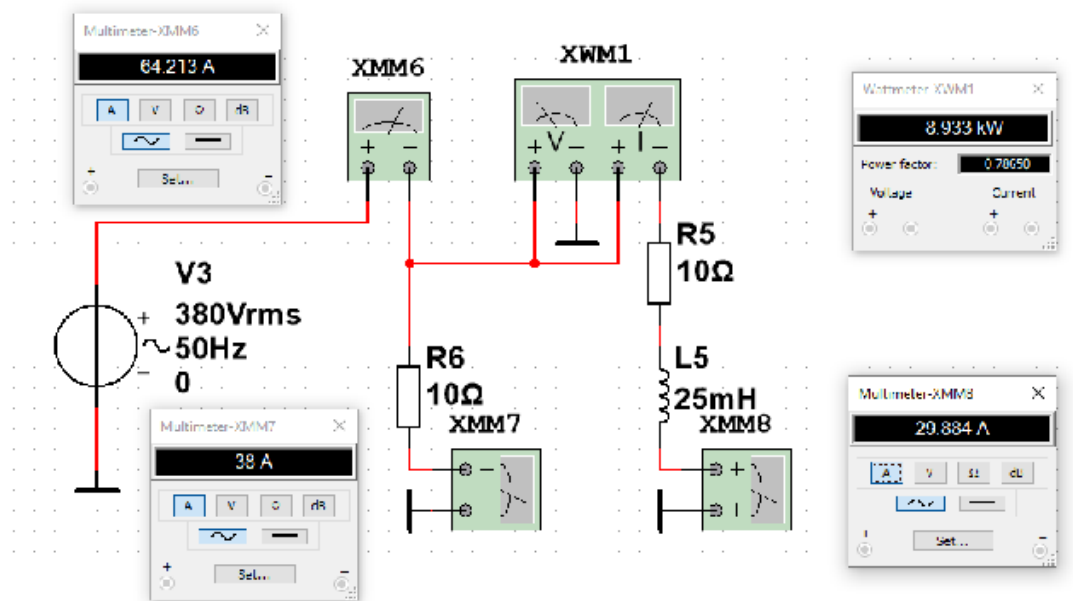 Multimeter-XMM6
64.213 A
A V Ω dB
Set...
+ −
XMM6
+ −
XWM1
V I
+ − + −
Wattmeter-XWM1
8.933 kW
Power factor: 0.78650
Voltage Current
+ +
R5
10Ω
V3
380Vrms
50Hz
0
+
−
R6
10Ω
L5
25mH
XMM7
−
XMM8
+
Multimeter-XMM7
38 A
A V Ω dB
Set...
+ −
Multimeter-XMM8
29.884 A
A V Ω dB
Set...
+ −